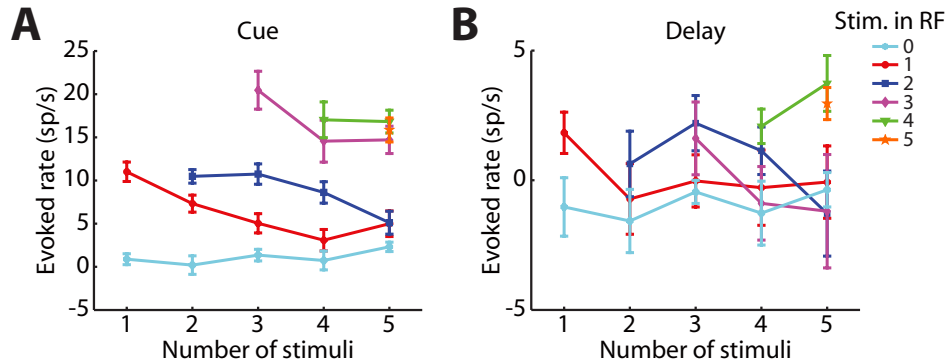 A
Cue
Evoked rate (sp/s)
25
20
15
10
5
0
-5
1 2 3 4 5
Number of stimuli
B
Delay
Evoked rate (sp/s)
5
0
-5
1 2 3 4 5
Number of stimuli
Stim. in RF
0
1
2
3
4
5